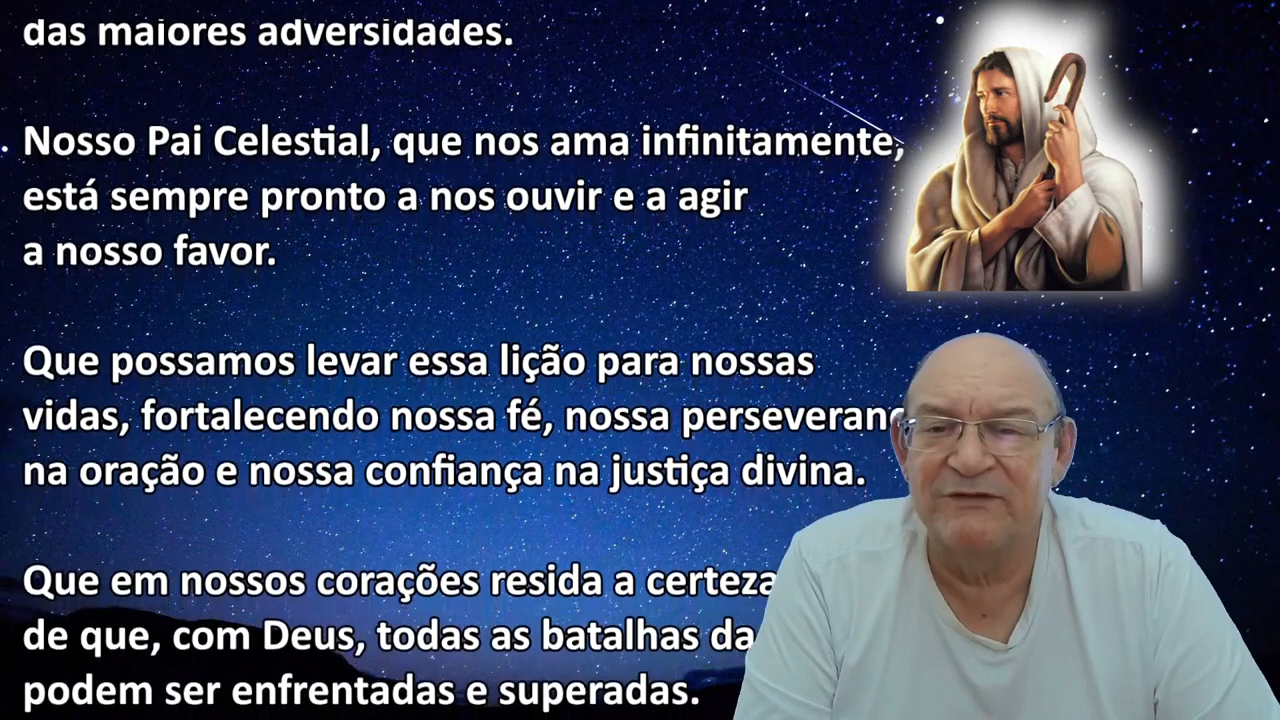 das maiores adversidades.
Nosso Pai Celestial, que nos ama infinitamente,
está sempre pronto a nos ouvir e a agir
a nosso favor.
Que possamos levar essa lição para nossas
vidas, fortalecendo nossa fé, nossa perseveranç
na oração e nossa confiança na justiça divina.
Que em nossos corações resida a certeza
de que, com Deus, todas as batalhas da
podem ser enfrentadas e superadas.